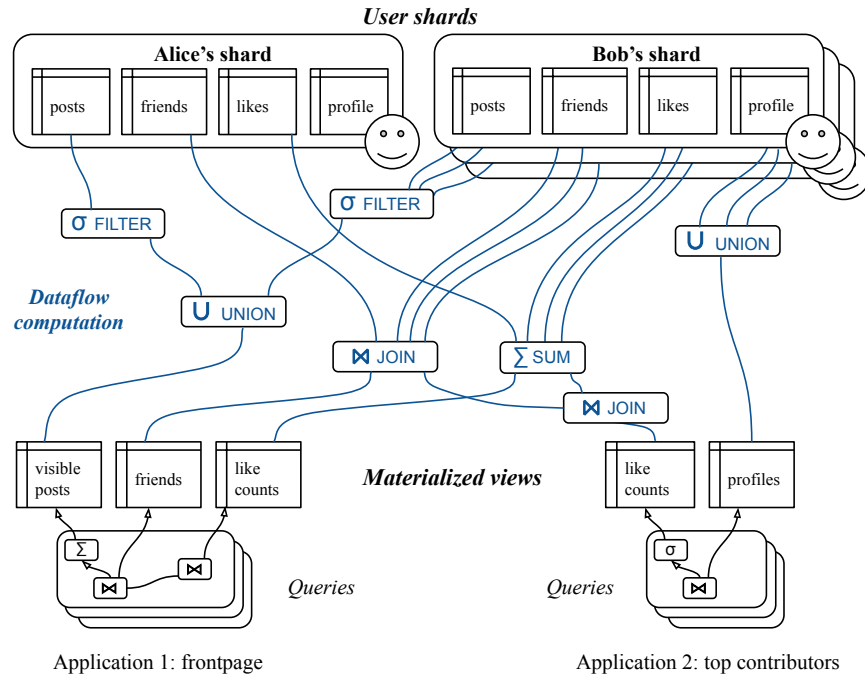 User shards
Alice's shard
Bob's shard
posts
friends
likes
profile
posts
friends
likes
profile
σ FILTER
σ FILTER
∪ UNION
Dataflow
computation
∪ UNION
⋈ JOIN
∑ SUM
⋈ JOIN
visible
posts
friends
like
counts
Materialized views
like
counts
profiles
Σ
⋈
⋈
Queries
σ
⋈
Queries
Application 1: frontpage
Application 2: top contributors